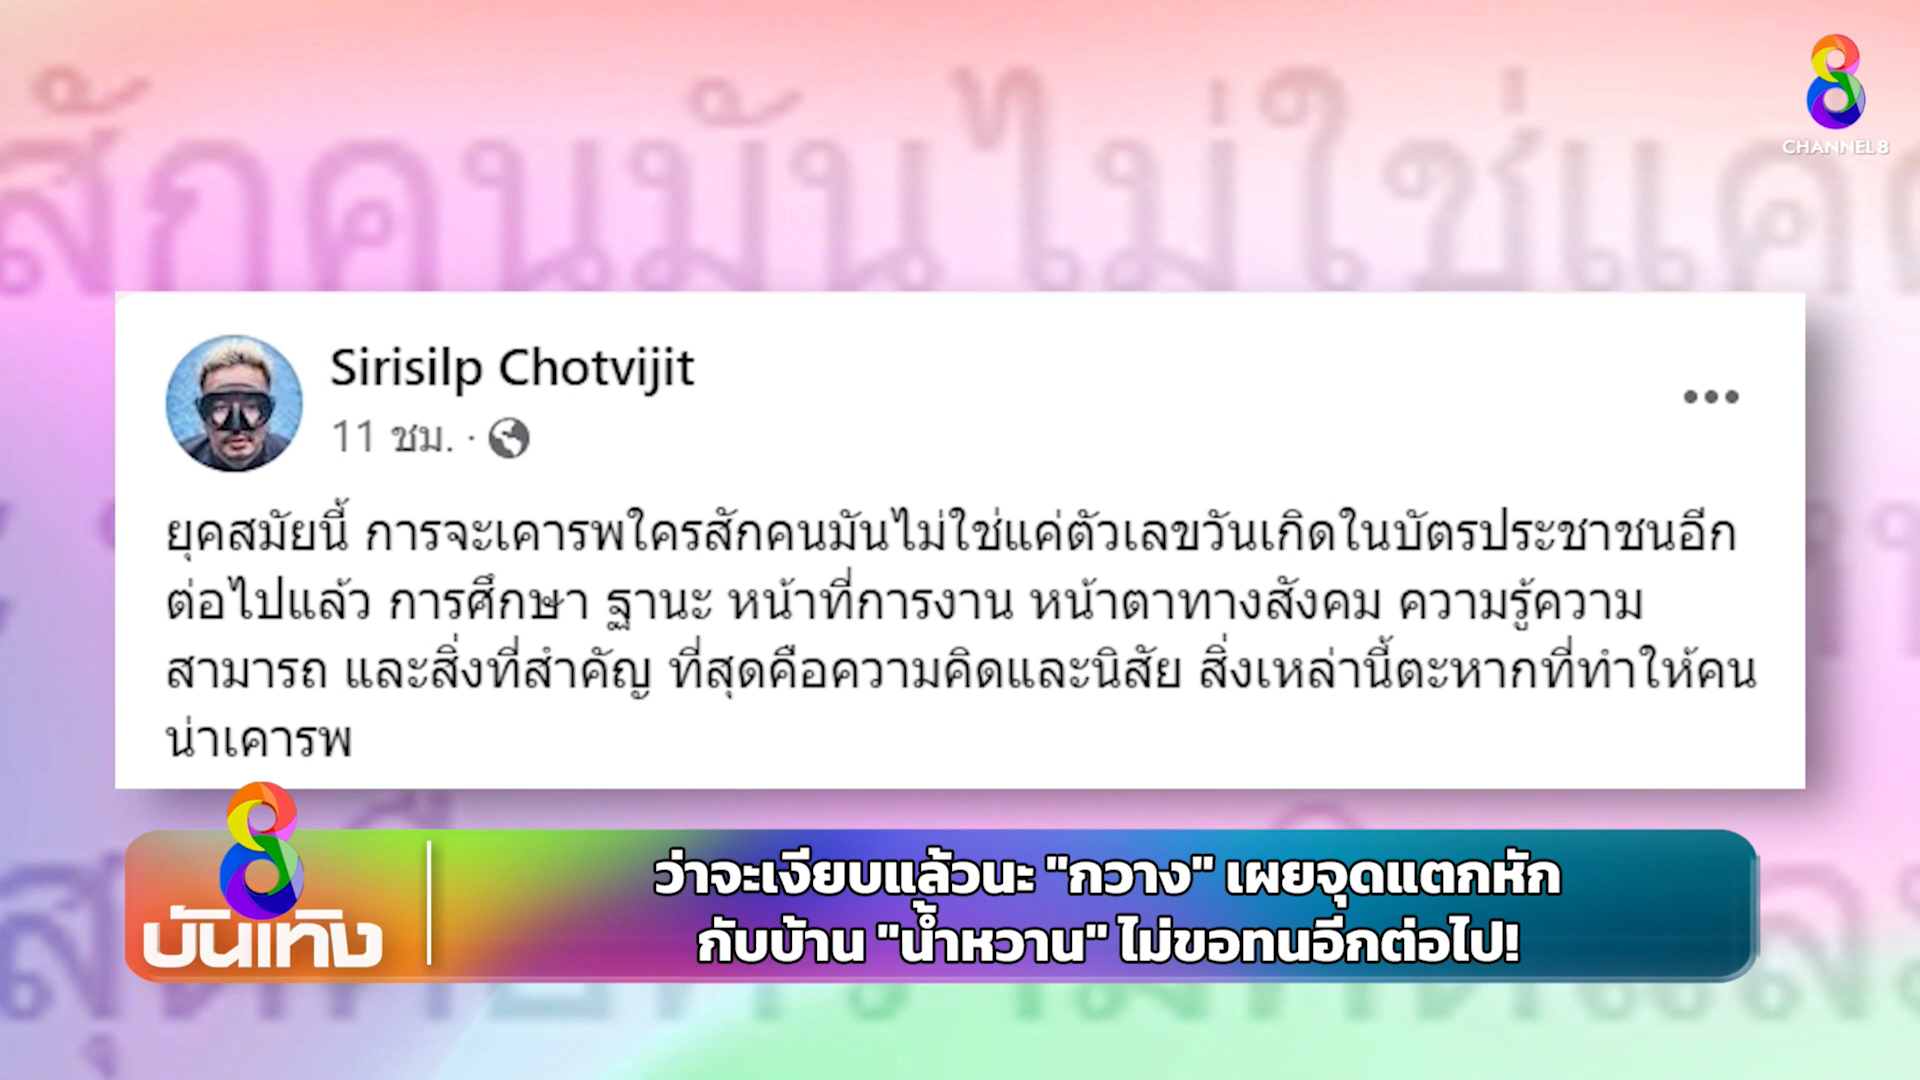 CHANNEL 8
Sirisilp Chotvijit
11 ชม. ·
ยุคสมัยนี้ การจะเคารพใครสักคนมันไม่ใช่แค่ตัวเลขวันเกิดในบัตรประชาชนอีก
ต่อไปแล้ว การศึกษา ฐานะ หน้าที่การงาน หน้าตาทางสังคม ความรู้ความ
สามารถ และสิ่งที่สำคัญ ที่สุดคือความคิดและนิสัย สิ่งเหล่านี้ตะหากที่ทำให้คน
น่าเคารพ
8 บันเทิง
ว่าจะเงียบแล้วนะ "กวาง" เผยจุดแตกหัก
กับบ้าน "น้ำหวาน" ไม่ขอทนอีกต่อไป!